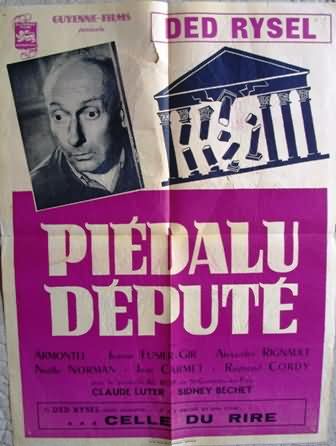 GUYENNE-FILMS
présente
DED RYSEL
PIÉDALU
DÉPUTÉ
ARMONTEL Jeanne FUSIER-GIR Alexandre RIGNAULT
Noëlle NORMAN - Jean CARMET - Raymond CORDY
CLAUDE LUTER - SIDNEY BECHET
DED RYSEL
CELLE DU RIRE